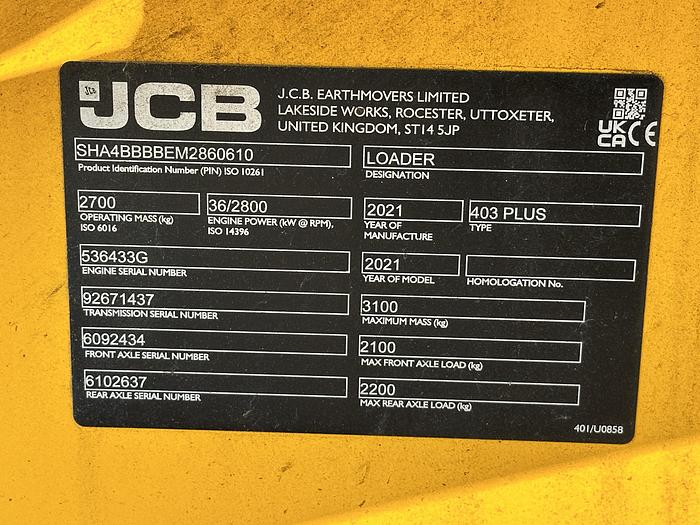 JCB
J.C.B. EARTHMOVERS LIMITED
LAKESIDE WORKS, ROCESTER, UTTOXETER,
UNITED KINGDOM, ST14 5JP
UK
CA CE
SHA4BBBBEM2860610
Product Identification Number (PIN) ISO 10261
LOADER
DESIGNATION
2700
OPERATING MASS (kg)
ISO 6016
36/2800
ENGINE POWER (kW @ RPM),
ISO 14396
2021
YEAR OF
MANUFACTURE
403 PLUS
TYPE
536433G
ENGINE SERIAL NUMBER
2021
YEAR OF MODEL
HOMOLOGATION No.
92671437
TRANSMISSION SERIAL NUMBER
3100
MAXIMUM MASS (kg)
6092434
FRONT AXLE SERIAL NUMBER
2100
MAX FRONT AXLE LOAD (kg)
6102637
REAR AXLE SERIAL NUMBER
2200
MAX REAR AXLE LOAD (kg)
401/U0858